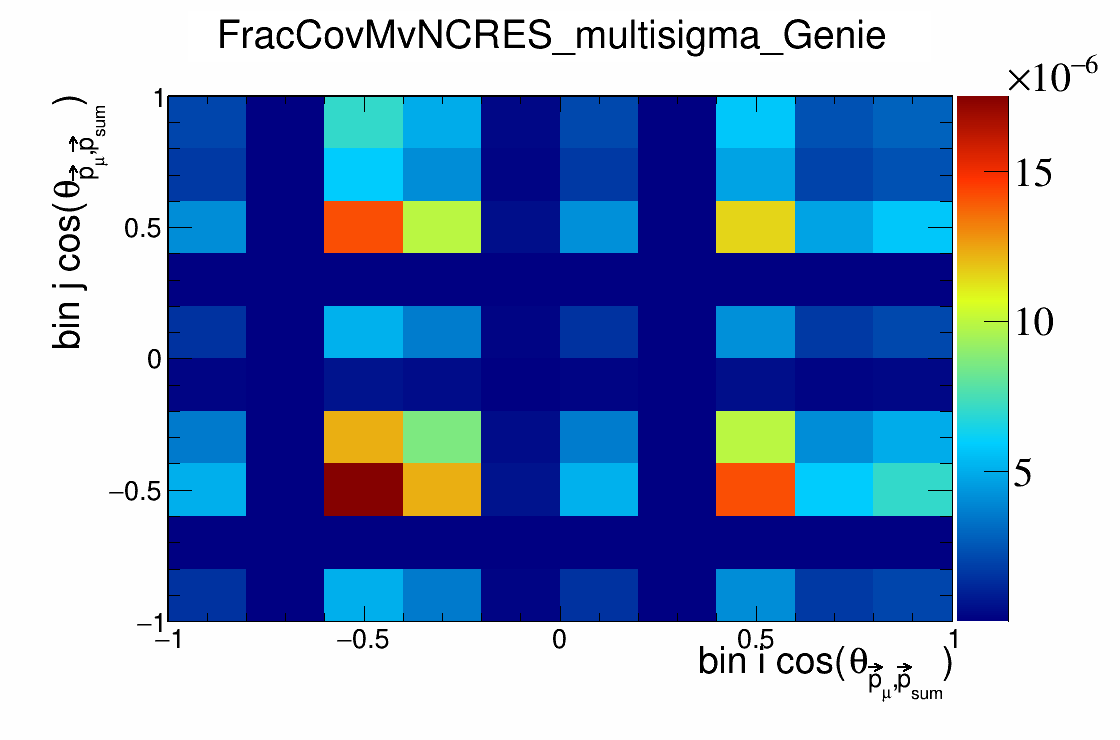 FracCovMvNCRES_multisigma_Genie
×10⁻⁶
bin j cos(θ p⃗μ,p⃗sum)
1
0.5
0
−0.5
−1
15
10
5
−1 −0.5 0 0.5 1
bin i cos(θ p⃗μ,p⃗sum)